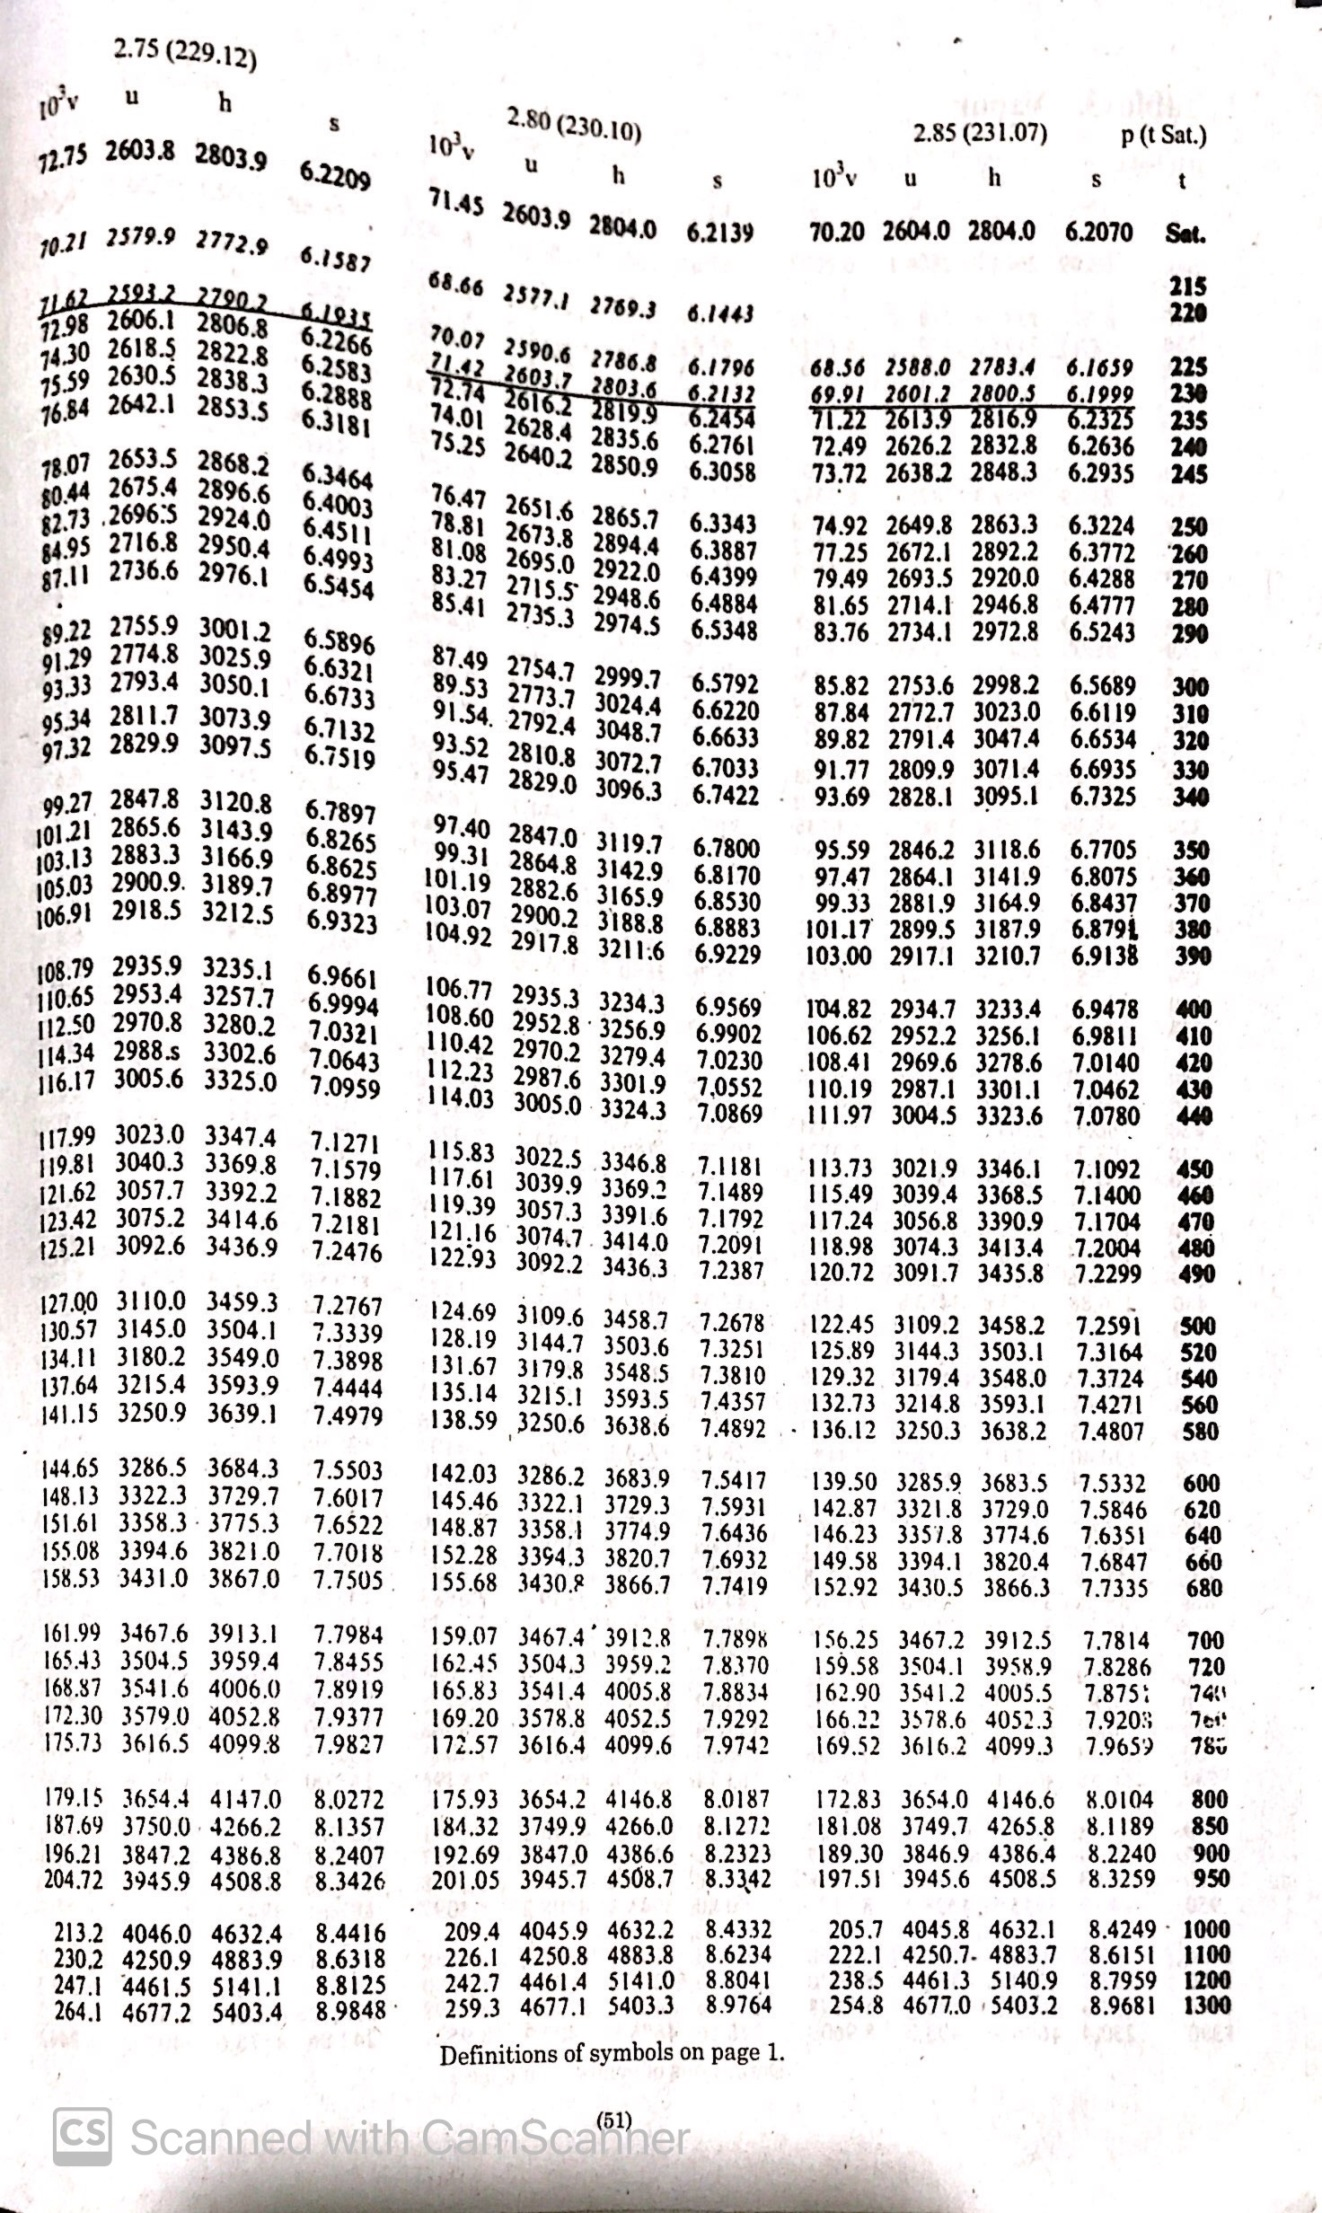 2.75 (229.12) 2.80 (230.10) 2.85 (231.07) p (t Sat.)
10³v u h s 10³v u h s 10³v u h s t
72.75 2603.8 2803.9 6.2209 71.45 2603.9 2804.0 6.2139 70.20 2604.0 2804.0 6.2070 Sat.
215
70.21 2579.9 2772.9 6.1587 68.66 2577.1 2769.3 6.1443 220
71.62 2593.2 2790.2 6.1935 70.07 2590.6 2786.8 6.1796 68.56 2588.0 2783.4 6.1659 225
72.98 2606.1 2806.8 6.2266 71.42 2603.7 2803.6 6.2132 69.91 2601.2 2800.5 6.1999 230
74.30 2618.5 2822.8 6.2583 72.74 2616.2 2819.9 6.2454 71.22 2613.9 2816.9 6.2325 235
75.59 2630.5 2838.3 6.2888 74.01 2628.4 2835.6 6.2761 72.49 2626.2 2832.8 6.2636 240
76.84 2642.1 2853.5 6.3181 75.25 2640.2 2850.9 6.3058 73.72 2638.2 2848.3 6.2935 245
78.07 2653.5 2868.2 6.3464 76.47 2651.6 2865.7 6.3343 74.92 2649.8 2863.3 6.3224 250
80.44 2675.4 2896.6 6.4003 78.81 2673.8 2894.4 6.3887 77.25 2672.1 2892.2 6.3772 260
82.73 2696.5 2924.0 6.4511 81.08 2695.0 2922.0 6.4399 79.49 2693.5 2920.0 6.4288 270
84.95 2716.8 2950.4 6.4993 83.27 2715.5 2948.6 6.4884 81.65 2714.1 2946.8 6.4777 280
87.11 2736.6 2976.1 6.5454 85.41 2735.3 2974.5 6.5348 83.76 2734.1 2972.8 6.5243 290
89.22 2755.9 3001.2 6.5896 87.49 2754.7 2999.7 6.5792 85.82 2753.6 2998.2 6.5689 300
91.29 2774.8 3025.9 6.6321 89.53 2773.7 3024.4 6.6220 87.84 2772.7 3023.0 6.6119 310
93.33 2793.4 3050.1 6.6733 91.54 2792.4 3048.7 6.6633 89.82 2791.4 3047.4 6.6534 320
95.34 2811.7 3073.9 6.7132 93.52 2810.8 3072.7 6.7033 91.77 2809.9 3071.4 6.6935 330
97.32 2829.9 3097.5 6.7519 95.47 2829.0 3096.3 6.7422 93.69 2828.1 3095.1 6.7325 340
99.27 2847.8 3120.8 6.7897 97.40 2847.0 3119.7 6.7800 95.59 2846.2 3118.6 6.7705 350
101.21 2865.6 3143.9 6.8265 99.31 2864.8 3142.9 6.8170 97.47 2864.1 3141.9 6.8075 360
103.13 2883.3 3166.9 6.8625 101.19 2882.6 3165.9 6.8530 99.33 2881.9 3164.9 6.8437 370
105.03 2900.9 3189.7 6.8977 103.07 2900.2 3188.8 6.8883 101.17 2899.5 3187.9 6.8791 380
106.91 2918.5 3212.5 6.9323 104.92 2917.8 3211.6 6.9229 103.00 2917.1 3210.7 6.9138 390
108.79 2935.9 3235.1 6.9661 106.77 2935.3 3234.3 6.9569 104.82 2934.7 3233.4 6.9478 400
110.65 2953.4 3257.7 6.9994 108.60 2952.8 3256.9 6.9902 106.62 2952.2 3256.1 6.9811 410
112.50 2970.8 3280.2 7.0321 110.42 2970.2 3279.4 7.0230 108.41 2969.6 3278.6 7.0140 420
114.34 2988.s 3302.6 7.0643 112.23 2987.6 3301.9 7.0552 110.19 2987.1 3301.1 7.0462 430
116.17 3005.6 3325.0 7.0959 114.03 3005.0 3324.3 7.0869 111.97 3004.5 3323.6 7.0780 440
117.99 3023.0 3347.4 7.1271 115.83 3022.5 3346.8 7.1181 113.73 3021.9 3346.1 7.1092 450
119.81 3040.3 3369.8 7.1579 117.61 3039.9 3369.2 7.1489 115.49 3039.4 3368.5 7.1400 460
121.62 3057.7 3392.2 7.1882 119.39 3057.3 3391.6 7.1792 117.24 3056.8 3390.9 7.1704 470
123.42 3075.2 3414.6 7.2181 121.16 3074.7 3414.0 7.2091 118.98 3074.3 3413.4 7.2004 480
125.21 3092.6 3436.9 7.2476 122.93 3092.2 3436.3 7.2387 120.72 3091.7 3435.8 7.2299 490
127.00 3110.0 3459.3 7.2767 124.69 3109.6 3458.7 7.2678 122.45 3109.2 3458.2 7.2591 500
130.57 3145.0 3504.1 7.3339 128.19 3144.7 3503.6 7.3251 125.89 3144.3 3503.1 7.3164 520
134.11 3180.2 3549.0 7.3898 131.67 3179.8 3548.5 7.3810 129.32 3179.4 3548.0 7.3724 540
137.64 3215.4 3593.9 7.4444 135.14 3215.1 3593.5 7.4357 132.73 3214.8 3593.1 7.4271 560
141.15 3250.9 3639.1 7.4979 138.59 3250.6 3638.6 7.4892 136.12 3250.3 3638.2 7.4807 580
144.65 3286.5 3684.3 7.5503 142.03 3286.2 3683.9 7.5417 139.50 3285.9 3683.5 7.5332 600
148.13 3322.3 3729.7 7.6017 145.46 3322.1 3729.3 7.5931 142.87 3321.8 3729.0 7.5846 620
151.61 3358.3 3775.3 7.6522 148.87 3358.1 3774.9 7.6436 146.23 3357.8 3774.6 7.6351 640
155.08 3394.6 3821.0 7.7018 152.28 3394.3 3820.7 7.6932 149.58 3394.1 3820.4 7.6847 660
158.53 3431.0 3867.0 7.7505 155.68 3430.8 3866.7 7.7419 152.92 3430.5 3866.3 7.7335 680
161.99 3467.6 3913.1 7.7984 159.07 3467.4 3912.8 7.7898 156.25 3467.2 3912.5 7.7814 700
165.43 3504.5 3959.4 7.8455 162.45 3504.3 3959.2 7.8370 159.58 3504.1 3958.9 7.8286 720
168.87 3541.6 4006.0 7.8919 165.83 3541.4 4005.8 7.8834 162.90 3541.2 4005.5 740
172.30 3579.0 4052.8 7.9377 169.20 3578.8 4052.5 7.9292 166.22 3578.6 4052.3 7.9208
175.73 3616.5 4099.8 7.9827 172.57 3616.4 4099.6 7.9742 169.52 3616.2 4099.3 7.9659 780
179.15 3654.4 4147.0 8.0272 175.93 3654.2 4146.8 8.0187 172.83 3654.0 4146.6 8.0104 800
187.69 3750.0 4266.2 8.1357 184.32 3749.9 4266.0 8.1272 181.08 3749.7 4265.8 8.1189 850
196.21 3847.2 4386.8 8.2407 192.69 3847.0 4386.6 8.2323 189.30 3846.9 4386.4 8.2240 900
204.72 3945.9 4508.8 8.3426 201.05 3945.7 4508.7 8.3342 197.51 3945.6 4508.5 8.3259 950
213.2 4046.0 4632.4 8.4416 209.4 4045.9 4632.2 8.4332 205.7 4045.8 4632.1 8.4249 1000
230.2 4250.9 4883.9 8.6318 226.1 4250.8 4883.8 8.6234 222.1 4250.7 4883.7 8.6151 1100
247.1 4461.5 5141.1 8.8125 242.7 4461.4 5141.0 8.8041 238.5 4461.3 5140.9 8.7959 1200
264.1 4677.2 5403.4 8.9848 259.3 4677.1 5403.3 8.9764 254.8 4677.0 5403.2 8.9681 1300
Definitions of symbols on page 1.
(51)
CS Scanned with CamScanner